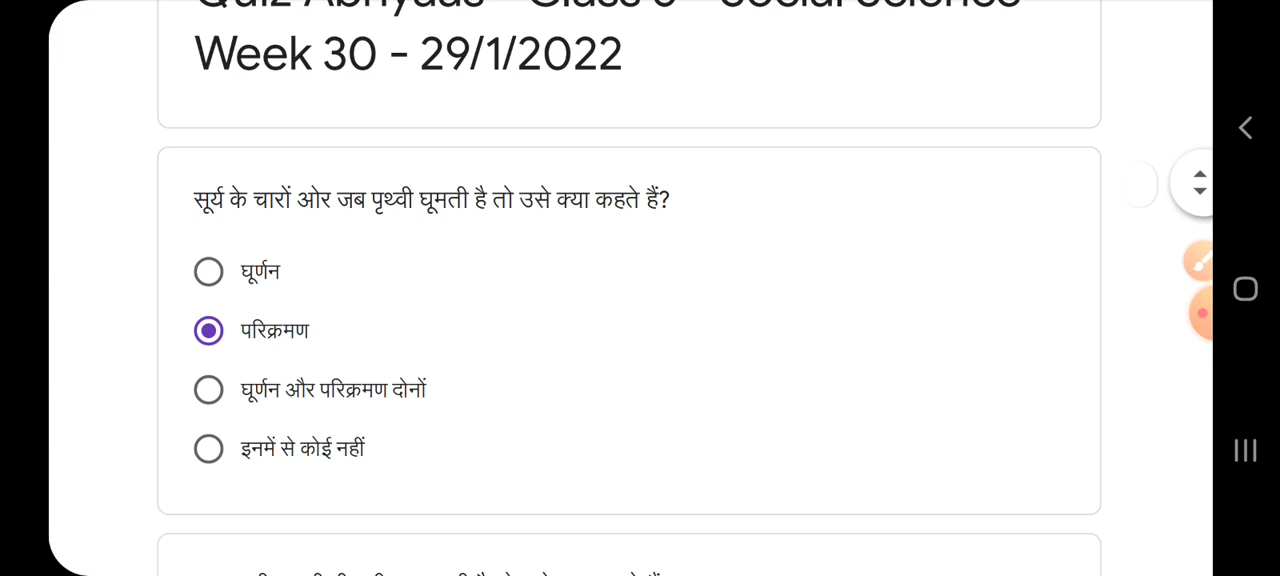 Week 30 - 29/1/2022
सूर्य के चारों ओर जब पृथ्वी घूमती है तो उसे क्या कहते हैं?
घूर्णन
परिक्रमण
घूर्णन और परिक्रमण दोनों
इनमें से कोई नहीं